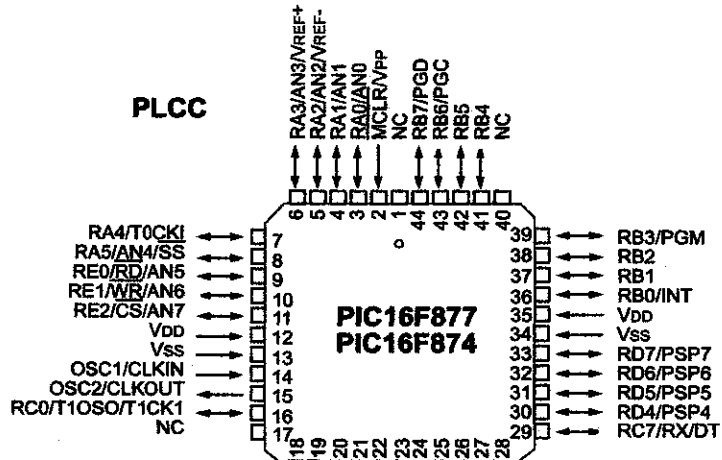 PLCC
RA3/AN3/VREF+
RA2/AN2/VREF-
RA1/AN1
RA0/AN0
MCLR/VPP
NC
RB7/PGD
RB6/PGC
RB5
RB4
NC
6 5 4 3 2 1 44 43 42 41 40
RA4/T0CKI 7
RA5/AN4/SS 8
RE0/RD/AN5 9
RE1/WR/AN6 10
RE2/CS/AN7 11
VDD 12
VSS 13
OSC1/CLKIN 14
OSC2/CLKOUT 15
RC0/T1OSO/T1CK1 16
NC 17
PIC16F877
PIC16F874
39 RB3/PGM
38 RB2
37 RB1
36 RB0/INT
35 VDD
34 VSS
33 RD7/PSP7
32 RD6/PSP6
31 RD5/PSP5
30 RD4/PSP4
29 RC7/RX/DT
18 19 20 21 22 23 24 25 26 27 28